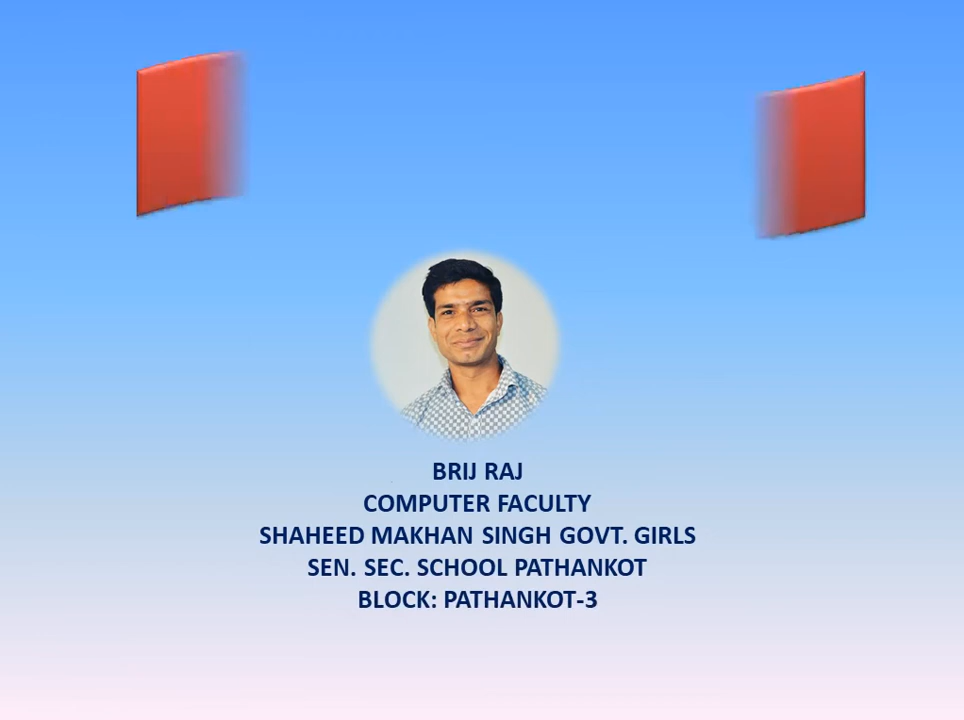 BRIJ RAJ
COMPUTER FACULTY
SHAHEED MAKHAN SINGH GOVT. GIRLS
SEN. SEC. SCHOOL PATHANKOT
BLOCK: PATHANKOT-3